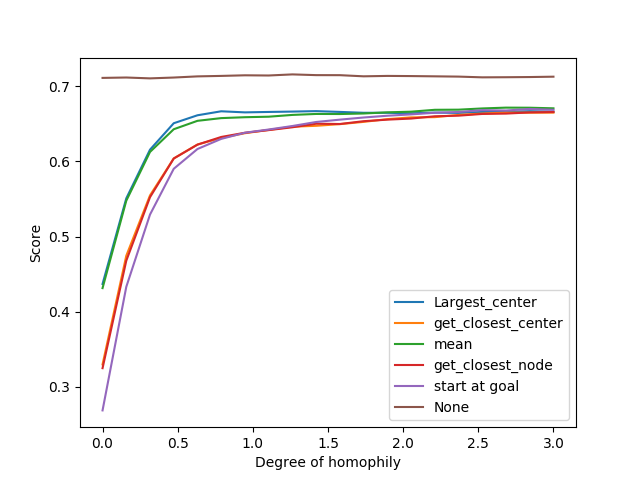 0.7
0.6
0.5
0.4
0.3
Score
Largest_center
get_closest_center
mean
get_closest_node
start at goal
None
0.0 0.5 1.0 1.5 2.0 2.5 3.0
Degree of homophily